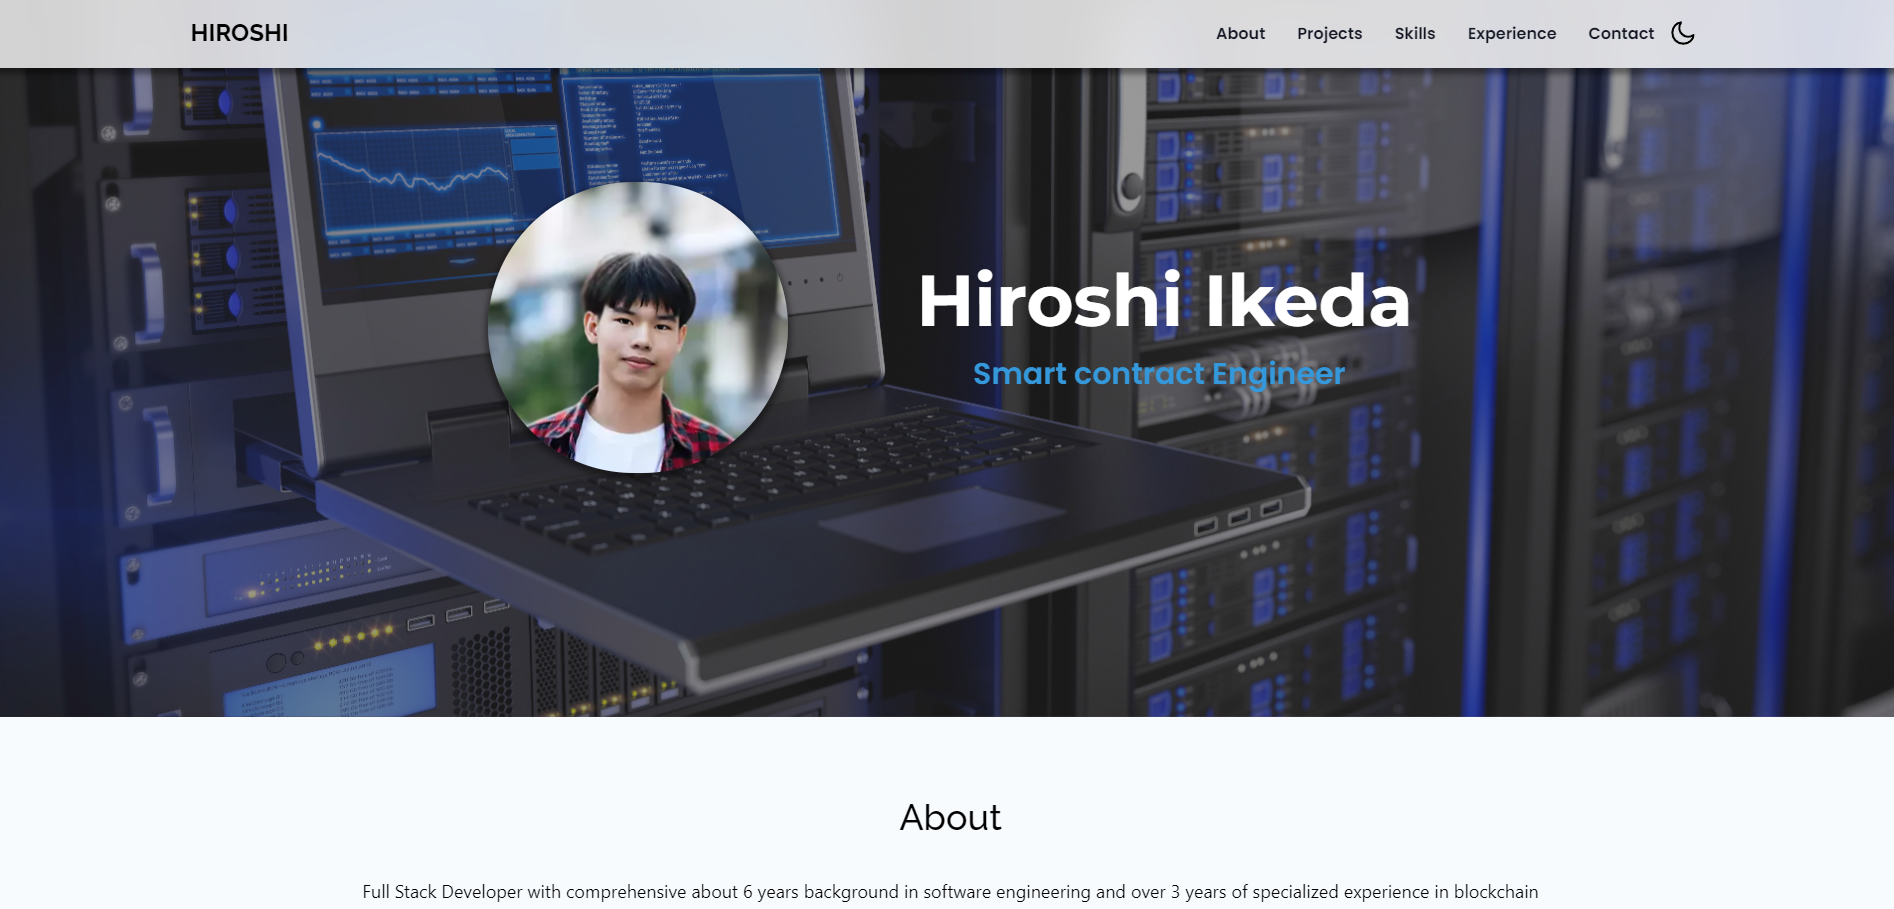 HIROSHI
About Projects Skills Experience Contact
Hiroshi Ikeda
Smart contract Engineer
About
Full Stack Developer with comprehensive about 6 years background in software engineering and over 3 years of specialized experience in blockchain